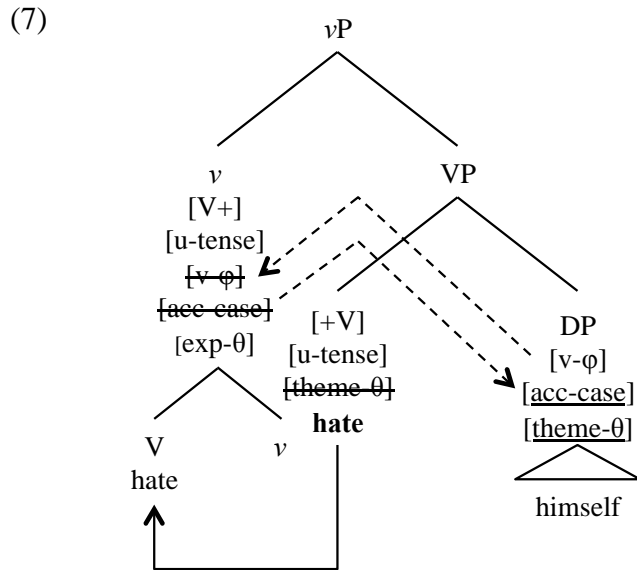 (7)
vP
v VP
[V+]
[u-tense]
[v-φ]
[acc-case]
[exp-θ]
[+V]
[u-tense]
[theme-θ]
hate
DP
[v-φ]
[acc-case]
[theme-θ]
V v
hate
himself